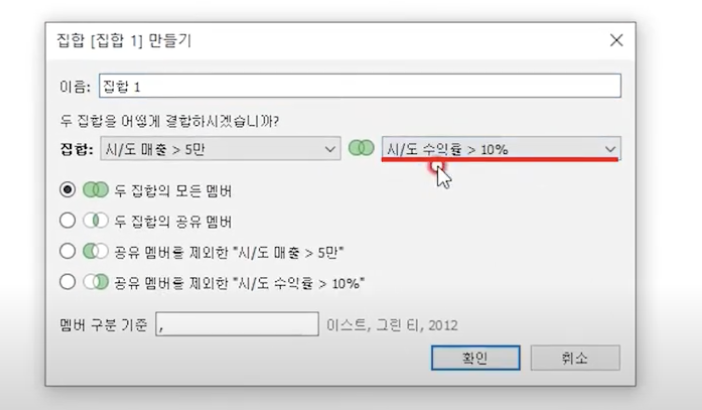 집합 [집합 1] 만들기
이름: 집합 1
두 집합을 어떻게 결합하시겠습니까?
집합: 시/도 매출 > 5만 시/도 수익률 > 10%
두 집합의 모든 멤버
두 집합의 공유 멤버
공유 멤버를 제외한 "시/도 매출 > 5만"
공유 멤버를 제외한 "시/도 수익률 > 10%"
멤버 구분 기준 , 이스트, 그린 티, 2012
확인 취소